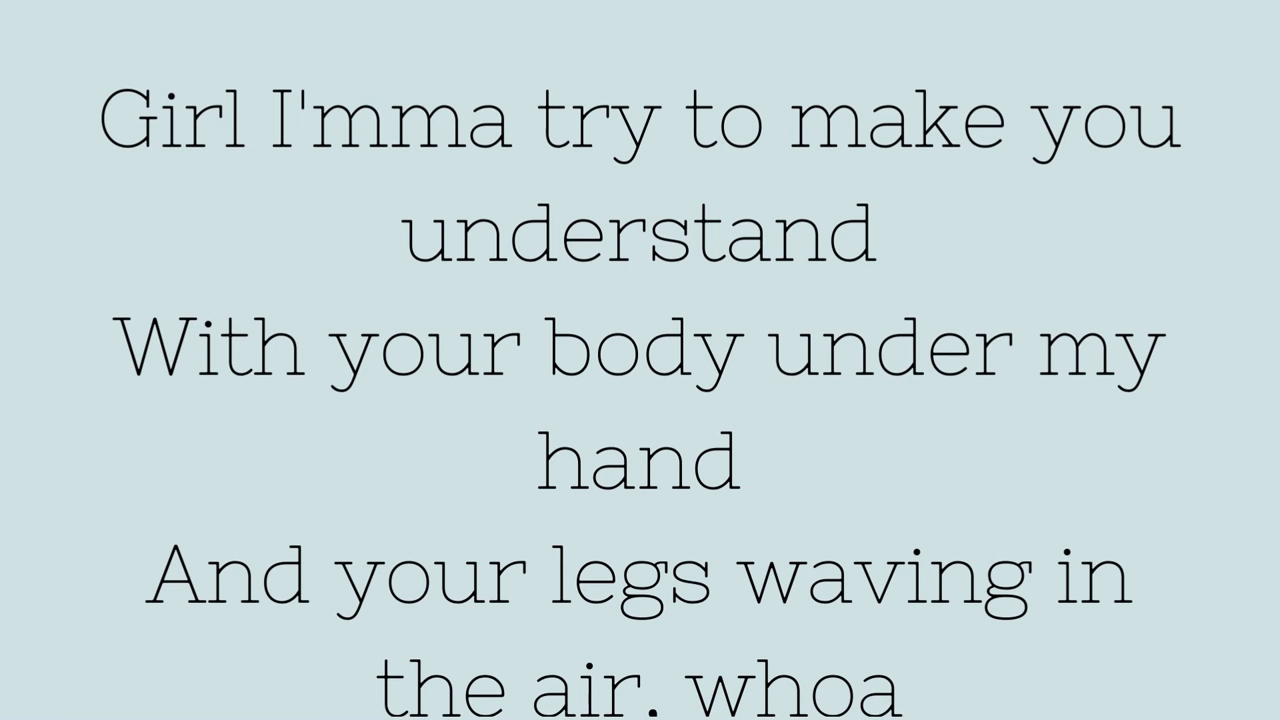 Girl I'mma try to make you
understand
With your body under my
hand
And your legs waving in
the air. whoa